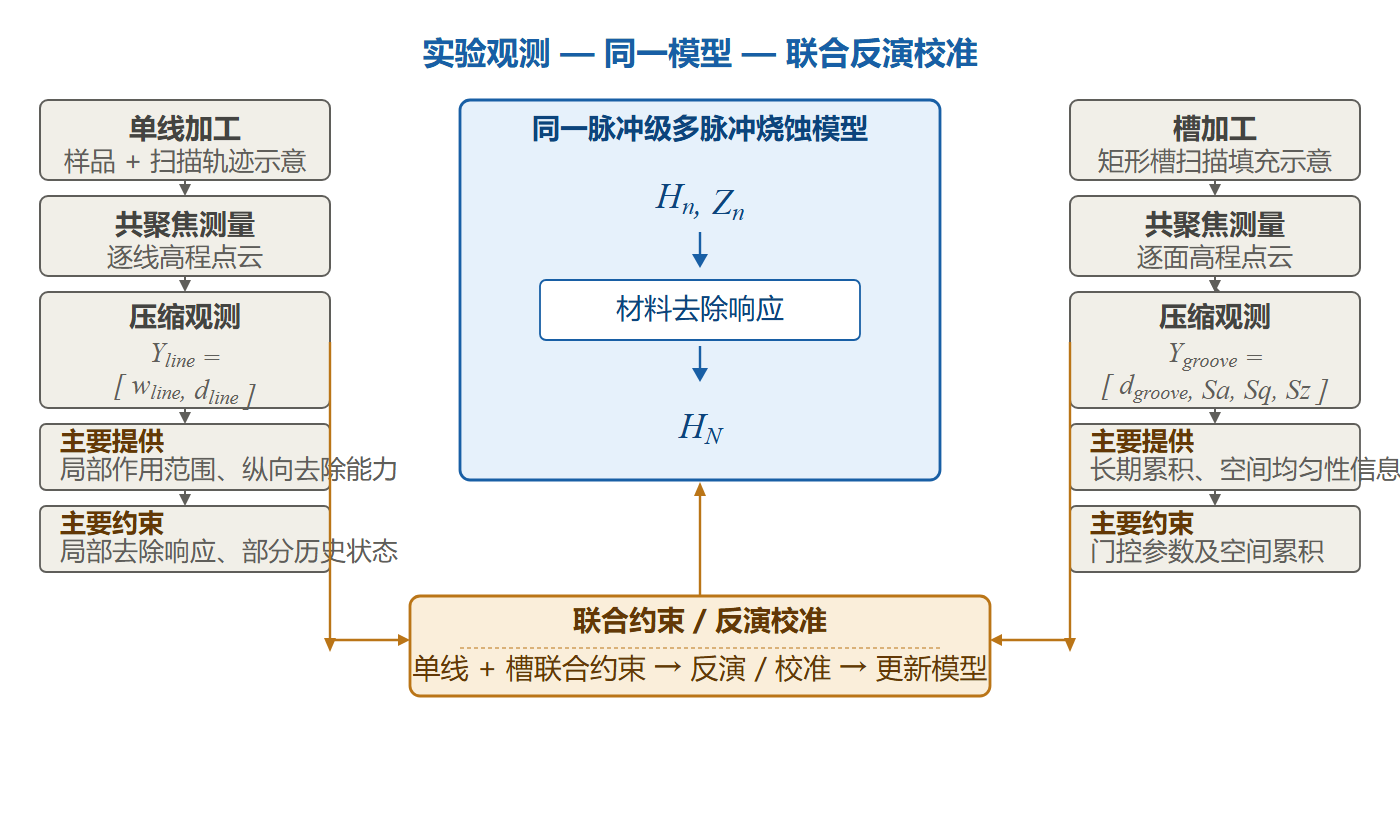 实验观测 — 同一模型 — 联合反演校准
单线加工
样品 + 扫描轨迹示意
共聚焦测量
逐线高程点云
压缩观测
Y_line =
[ w_line, d_line ]
主要提供
局部作用范围、纵向去除能力
主要约束
局部去除响应、部分历史状态
同一脉冲级多脉冲烧蚀模型
H_n, Z_n
材料去除响应
H_N
槽加工
矩形槽扫描填充示意
共聚焦测量
逐面高程点云
压缩观测
Y_groove =
[ d_groove, Sa, Sq, Sz ]
主要提供
长期累积、空间均匀性信息
主要约束
门控参数及空间累积
联合约束 / 反演校准
单线 + 槽联合约束 → 反演 / 校准 → 更新模型